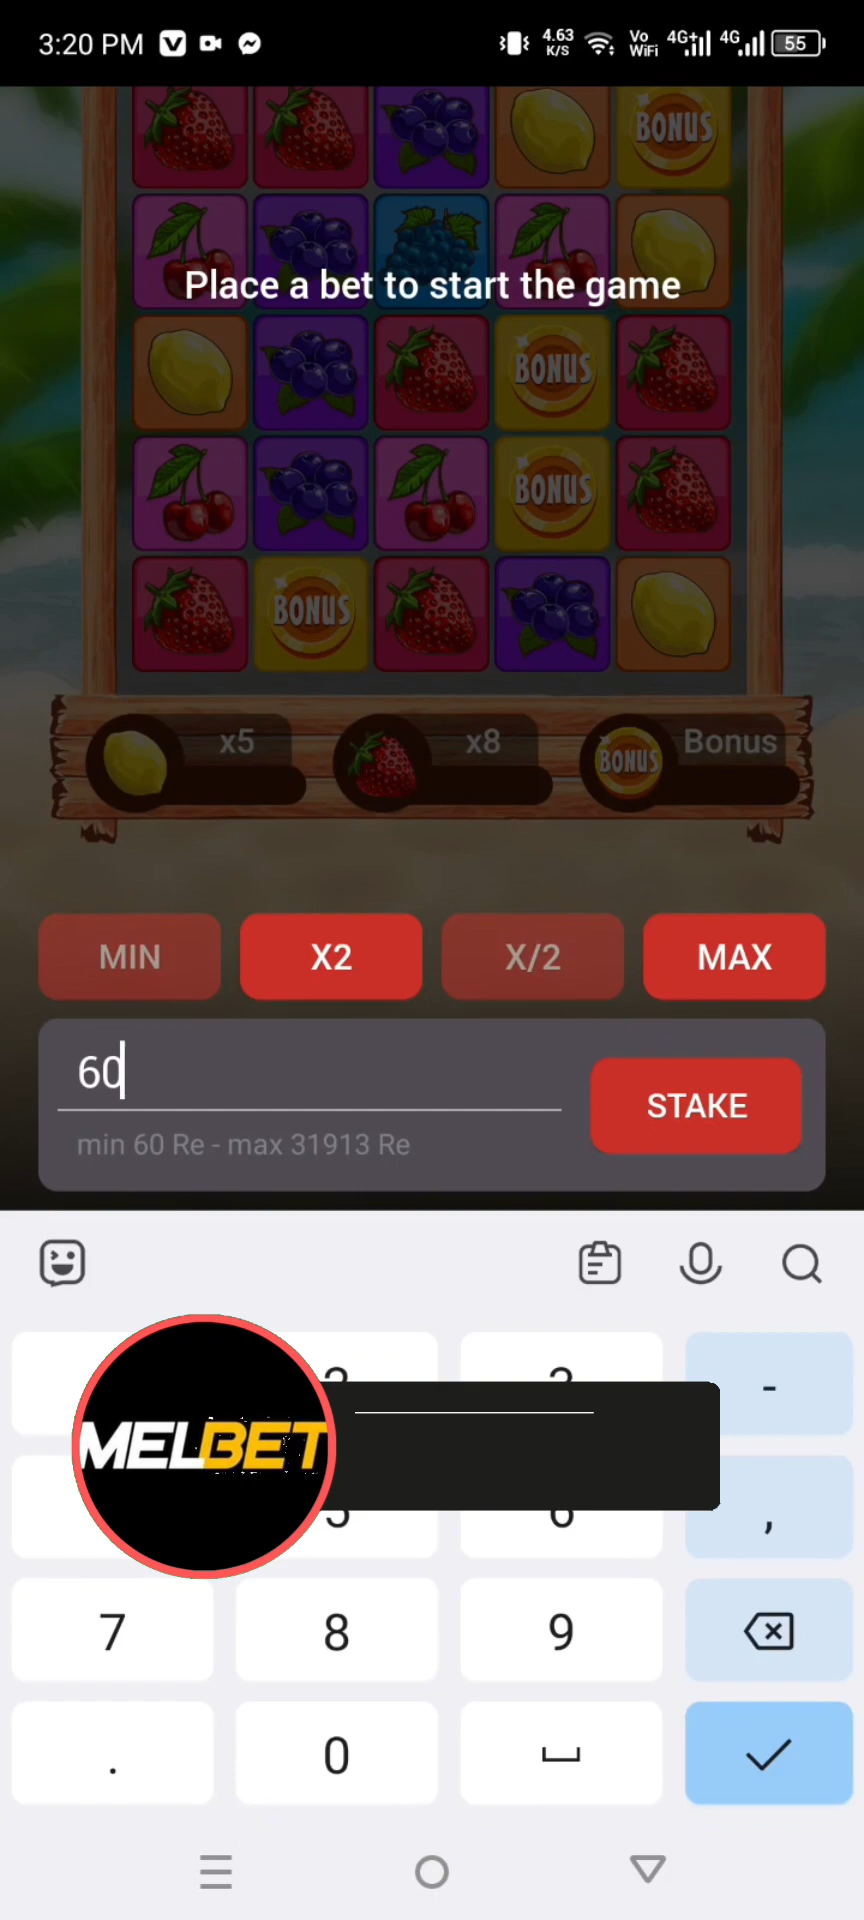 3:20 PM
4.63
K/S
Vo
WiFi
4G+
4G
55
BONUS
Place a bet to start the game
BONUS
BONUS
BONUS
x5
x8
BONUS
Bonus
MIN
X2
X/2
MAX
60
STAKE
min 60 Re - max 31913 Re
-
MELBET
,
7
8
9
.
0